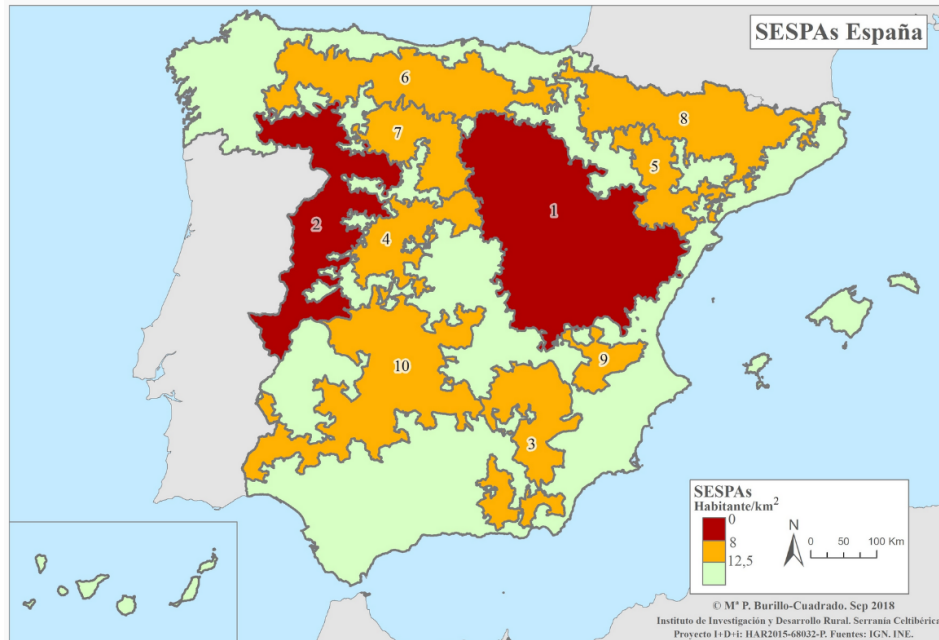 SESPAs España
6
8
7
5
1
2
4
9
10
3
SESPAs
Habitante/km²
0
8
12,5
N
0 50 100 Km
© Mª P. Burillo-Cuadrado. Sep 2018
Instituto de Investigación y Desarrollo Rural. Serranía Celtibérica
Proyecto I+D+i: HAR2015-68032-P. Fuentes: IGN. INE.